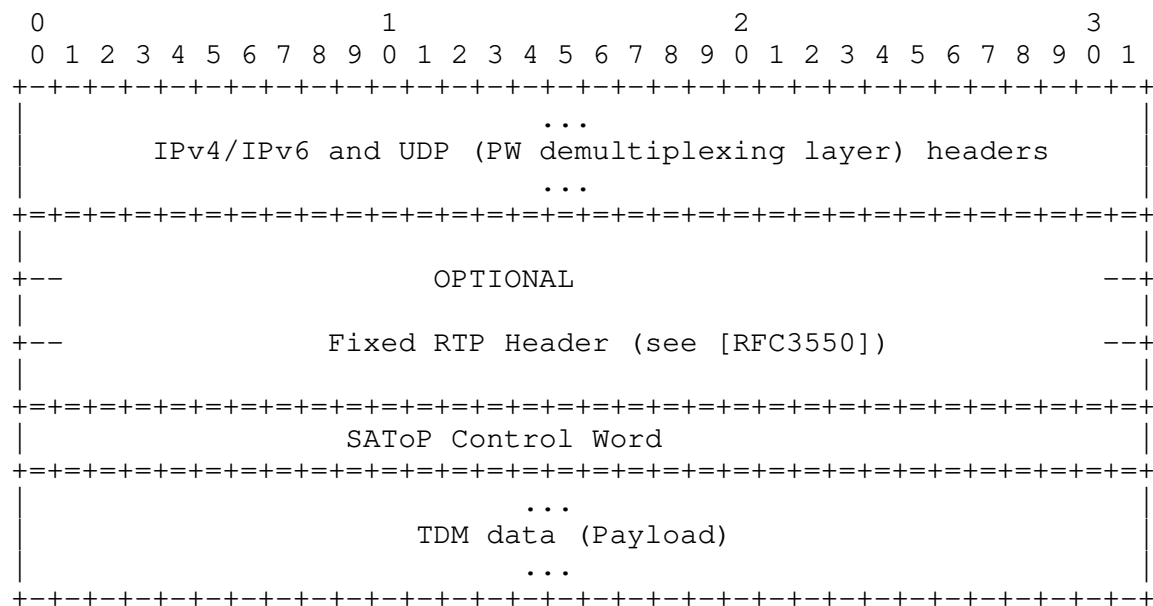 0                   1                   2                   3
 0 1 2 3 4 5 6 7 8 9 0 1 2 3 4 5 6 7 8 9 0 1 2 3 4 5 6 7 8 9 0 1
+-+-+-+-+-+-+-+-+-+-+-+-+-+-+-+-+-+-+-+-+-+-+-+-+-+-+-+-+-+-+-+-+
|                             ...                               |
|       IPv4/IPv6 and UDP (PW demultiplexing layer) headers     |
|                             ...                               |
+=+=+=+=+=+=+=+=+=+=+=+=+=+=+=+=+=+=+=+=+=+=+=+=+=+=+=+=+=+=+=+=+
|                                                               |
+--                     OPTIONAL                              --+
|                                                               |
+--               Fixed RTP Header (see [RFC3550])            --+
|                                                               |
+=+=+=+=+=+=+=+=+=+=+=+=+=+=+=+=+=+=+=+=+=+=+=+=+=+=+=+=+=+=+=+=+
|                  SAToP Control Word                           |
+=+=+=+=+=+=+=+=+=+=+=+=+=+=+=+=+=+=+=+=+=+=+=+=+=+=+=+=+=+=+=+=+
|                            ...                                |
|                      TDM data (Payload)                       |
|                            ...                                |
+-+-+-+-+-+-+-+-+-+-+-+-+-+-+-+-+-+-+-+-+-+-+-+-+-+-+-+-+-+-+-+-+